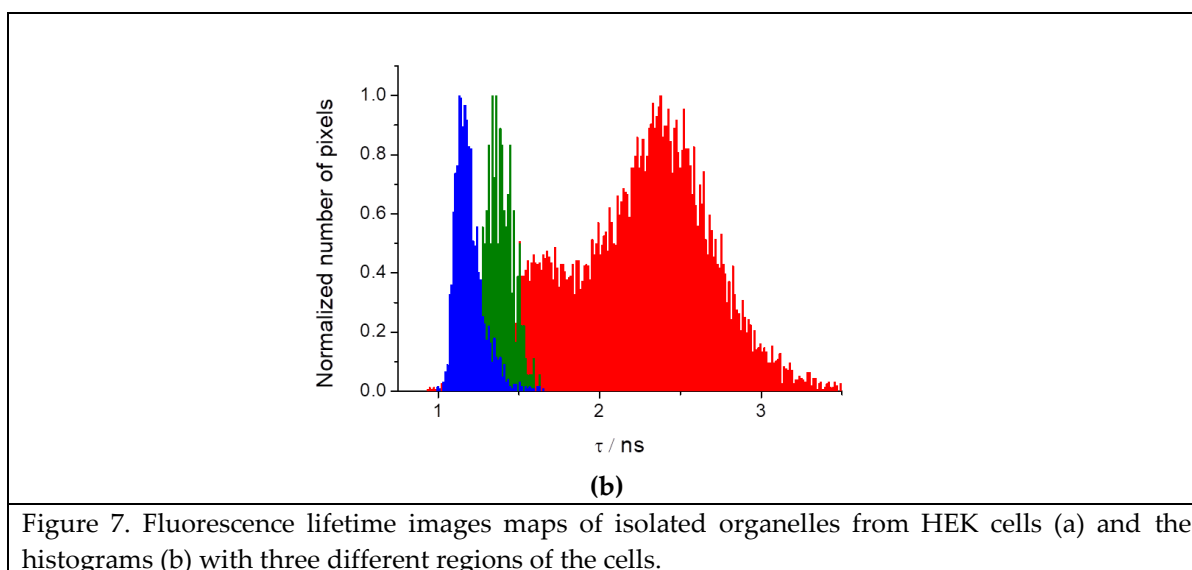 Normalized number of pixels
1.0
0.8
0.6
0.4
0.2
0.0
1
2
3
τ / ns
(b)
Figure 7. Fluorescence lifetime images maps of isolated organelles from HEK cells (a) and the
histograms (b) with three different regions of the cells.